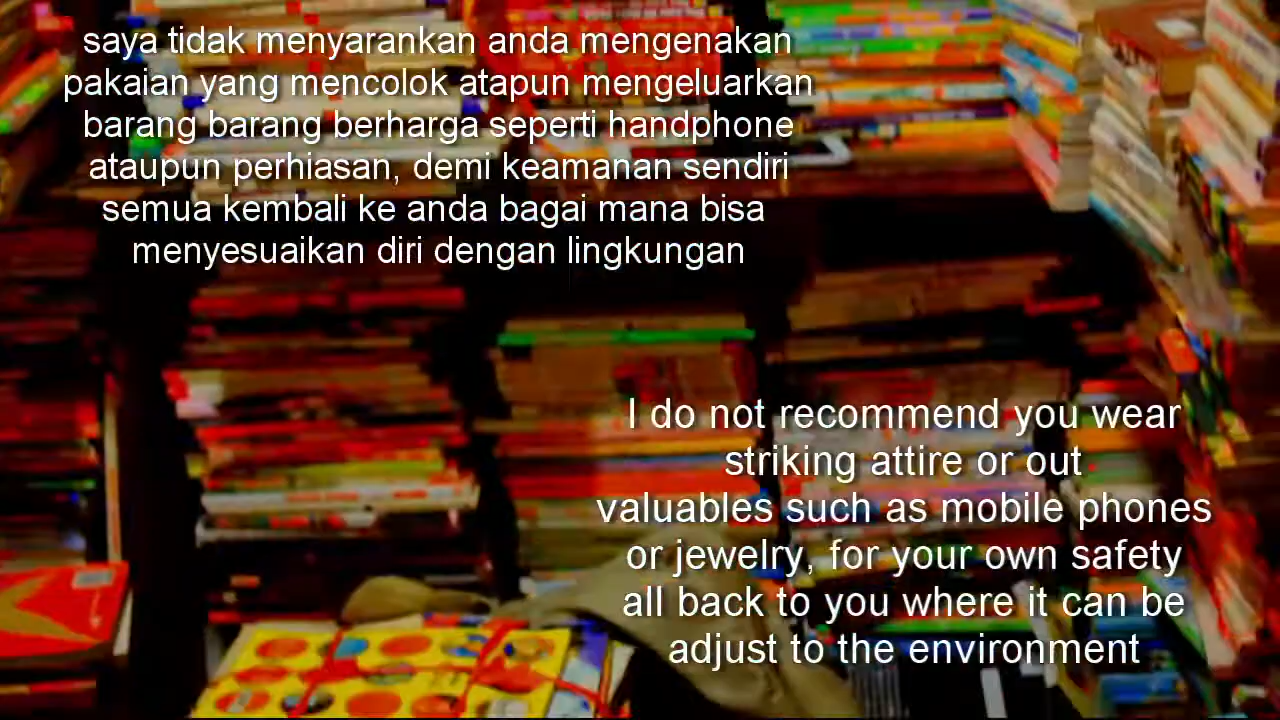 saya tidak menyarankan anda mengenakan
pakaian yang mencolok atapun mengeluarkan
barang barang berharga seperti handphone
ataupun perhiasan, demi keamanan sendiri
semua kembali ke anda bagai mana bisa
menyesuaikan diri dengan lingkungan
I do not recommend you wear
striking attire or out
valuables such as mobile phones
or jewelry, for your own safety
all back to you where it can be
adjust to the environment